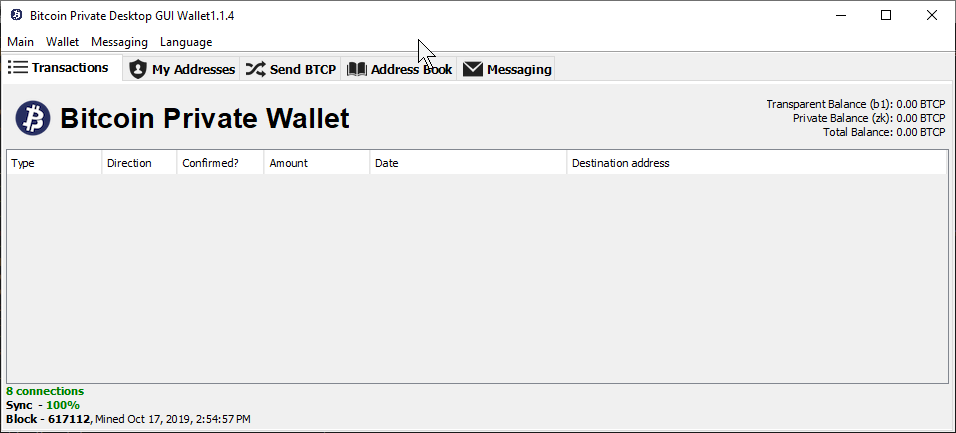 Bitcoin Private Desktop GUI Wallet1.1.4
Main Wallet Messaging Language
Transactions My Addresses Send BTCP Address Book Messaging
Bitcoin Private Wallet
Transparent Balance (b1): 0.00 BTCP
Private Balance (zk): 0.00 BTCP
Total Balance: 0.00 BTCP
Type Direction Confirmed? Amount Date Destination address
8 connections
Sync - 100%
Block - 617112, Mined Oct 17, 2019, 2:54:57 PM